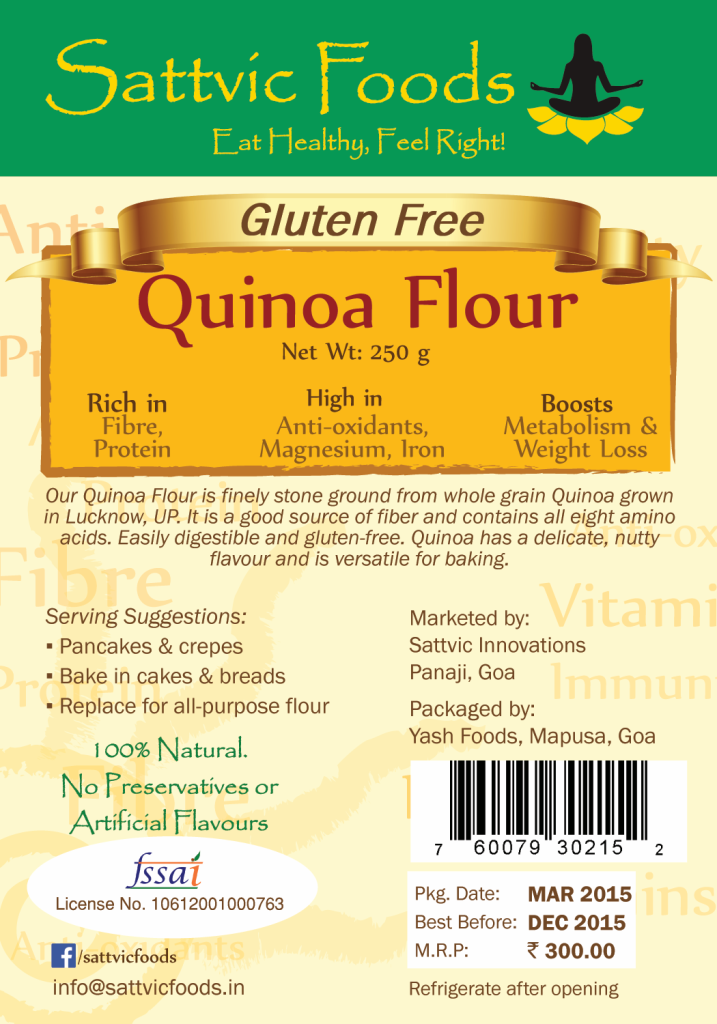 Sattvic Foods
Eat Healthy, Feel Right!
Gluten Free
Quinoa Flour
Net Wt: 250 g
Rich in
Fibre,
Protein
High in
Anti-oxidants,
Magnesium, Iron
Boosts
Metabolism &
Weight Loss
Our Quinoa Flour is finely stone ground from whole grain Quinoa grown
in Lucknow, UP. It is a good source of fiber and contains all eight amino
acids. Easily digestible and gluten-free. Quinoa has a delicate, nutty
flavour and is versatile for baking.
Serving Suggestions:
▪ Pancakes & crepes
▪ Bake in cakes & breads
▪ Replace for all-purpose flour
100% Natural.
No Preservatives or
Artificial Flavours
fssai
License No. 10612001000763
f/sattvicfoods
info@sattvicfoods.in
Marketed by:
Sattvic Innovations
Panaji, Goa
Packaged by:
Yash Foods, Mapusa, Goa
7 60079 30215 2
Pkg. Date: MAR 2015
Best Before: DEC 2015
M.R.P: ₹ 300.00
Refrigerate after opening
Fibre
Protein
Fibre
Anti-oxidants
Protein